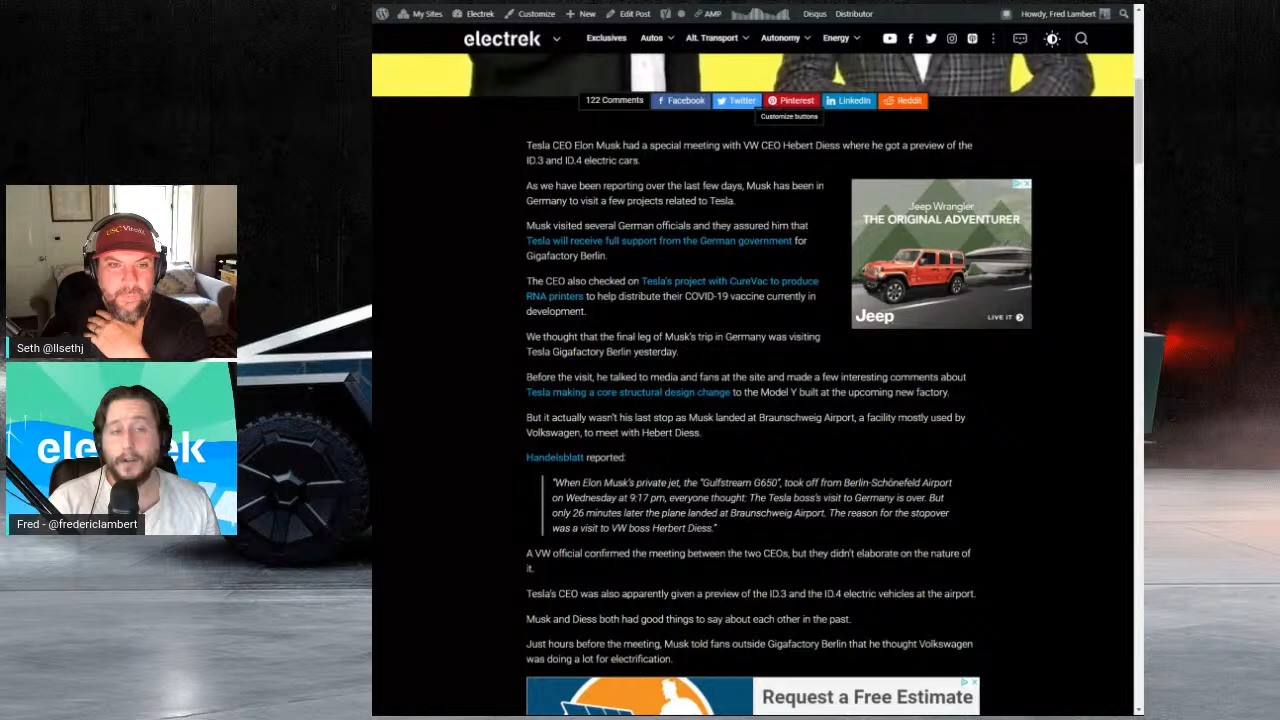 My Sites
Electrek
Customize
New
Edit Post
AMP
Disqus
Distributor
Howdy, Fred Lambert
electrek
Exclusives
Autos
Alt. Transport
Autonomy
Energy
122 Comments
Facebook
Twitter
Pinterest
LinkedIn
Reddit
Customize buttons
Tesla CEO Elon Musk had a special meeting with VW CEO Hebert Diess where he got a preview of the
ID.3 and ID.4 electric cars.
As we have been reporting over the last few days, Musk has been in
Germany to visit a few projects related to Tesla.
Musk visited several German officials and they assured him that
Tesla will receive full support from the German government for
Gigafactory Berlin.
The CEO also checked on Tesla's project with CureVac to produce
RNA printers to help distribute their COVID-19 vaccine currently in
development.
We thought that the final leg of Musk's trip in Germany was visiting
Tesla Gigafactory Berlin yesterday.
Jeep Wrangler
THE ORIGINAL ADVENTURER
Jeep
LIVE IT
Before the visit, he talked to media and fans at the site and made a few interesting comments about
Tesla making a core structural design change to the Model Y built at the upcoming new factory.
But it actually wasn't his last stop as Musk landed at Braunschweig Airport, a facility mostly used by
Volkswagen, to meet with Hebert Diess.
Handelsblatt reported:
"When Elon Musk's private jet, the "Gulfstream G650", took off from Berlin-Schönefeld Airport
on Wednesday at 9:17 pm, everyone thought: The Tesla boss's visit to Germany is over. But
only 26 minutes later the plane landed at Braunschweig Airport. The reason for the stopover
was a visit to VW boss Herbert Diess."
A VW official confirmed the meeting between the two CEOs, but they didn't elaborate on the nature of
it.
Tesla's CEO was also apparently given a preview of the ID.3 and the ID.4 electric vehicles at the airport.
Musk and Diess both had good things to say about each other in the past.
Just hours before the meeting, Musk told fans outside Gigafactory Berlin that he thought Volkswagen
was doing a lot for electrification.
Request a Free Estimate
USC Viterbi
Seth @llsethj
Fred - @fredericlambert